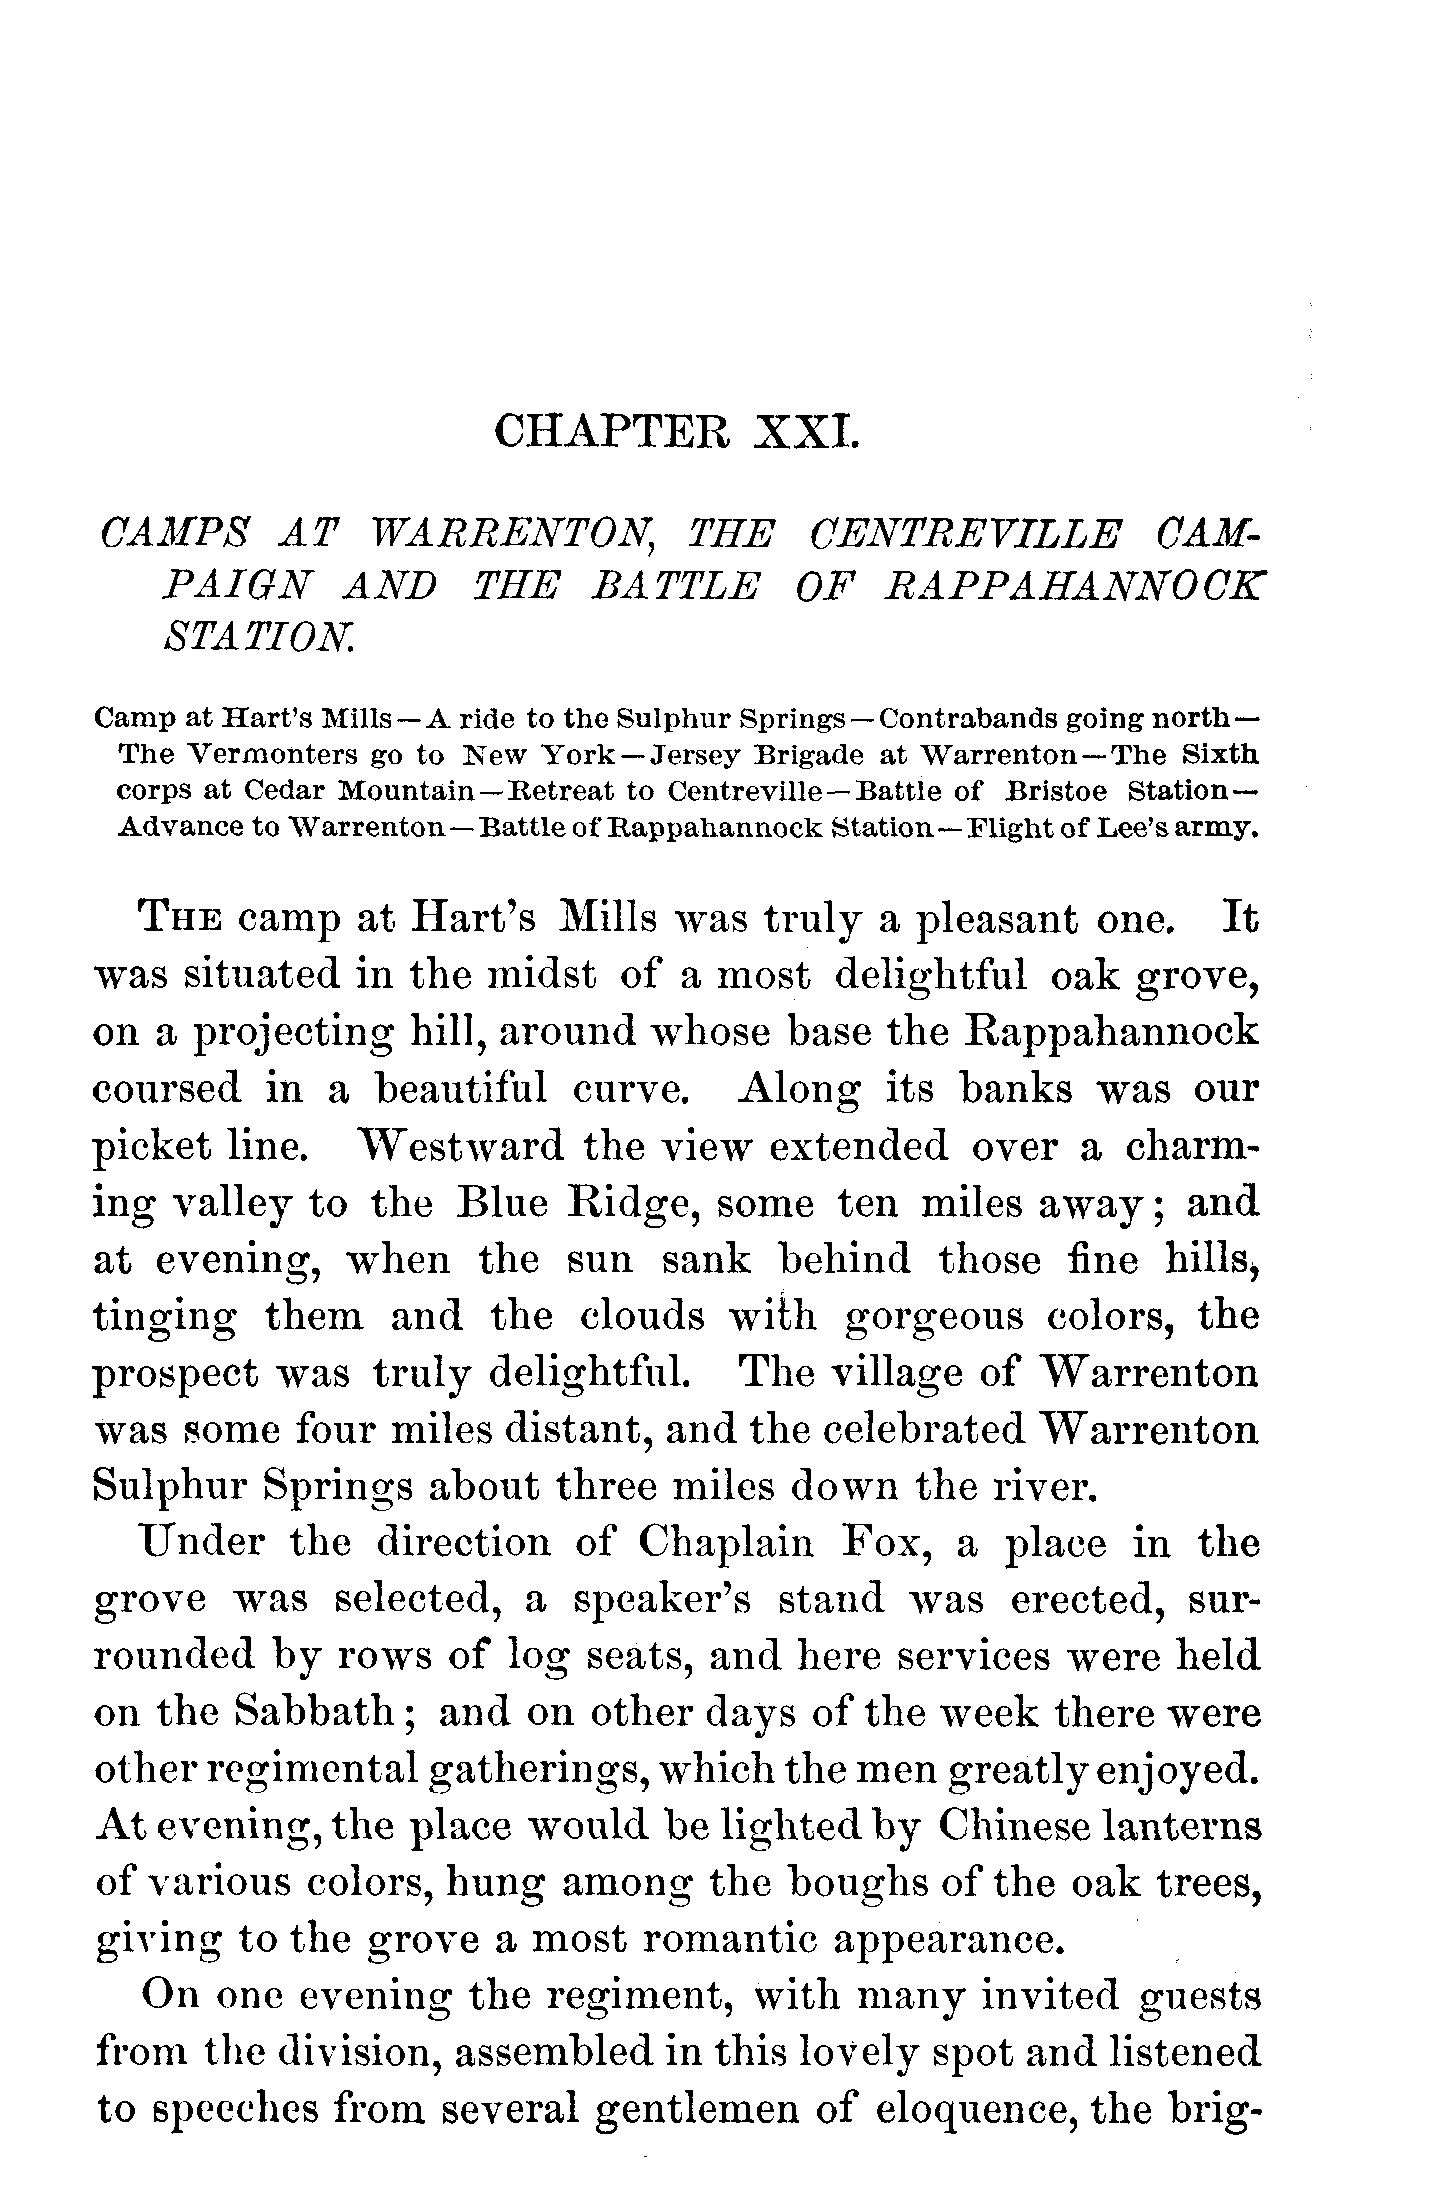 CHAPTER XXI.
CAMPS AT WARRENTON, THE CENTREVILLE CAM-
PAIGN AND THE BATTLE OF RAPPAHANNOCK
STATION.
Camp at Hart's Mills—A ride to the Sulphur Springs—Contrabands going north—
The Vermonters go to New York—Jersey Brigade at Warrenton—The Sixth
corps at Cedar Mountain—Retreat to Centreville—Battle of Bristoe Station—
Advance to Warrenton—Battle of Rappahannock Station—Flight of Lee's army.
THE camp at Hart's Mills was truly a pleasant one. It
was situated in the midst of a most delightful oak grove,
on a projecting hill, around whose base the Rappahannock
coursed in a beautiful curve. Along its banks was our
picket line. Westward the view extended over a charm-
ing valley to the Blue Ridge, some ten miles away; and
at evening, when the sun sank behind those fine hills,
tinging them and the clouds with gorgeous colors, the
prospect was truly delightful. The village of Warrenton
was some four miles distant, and the celebrated Warrenton
Sulphur Springs about three miles down the river.
Under the direction of Chaplain Fox, a place in the
grove was selected, a speaker's stand was erected, sur-
rounded by rows of log seats, and here services were held
on the Sabbath; and on other days of the week there were
other regimental gatherings, which the men greatly enjoyed.
At evening, the place would be lighted by Chinese lanterns
of various colors, hung among the boughs of the oak trees,
giving to the grove a most romantic appearance.
On one evening the regiment, with many invited guests
from the division, assembled in this lovely spot and listened
to speeches from several gentlemen of eloquence, the brig-